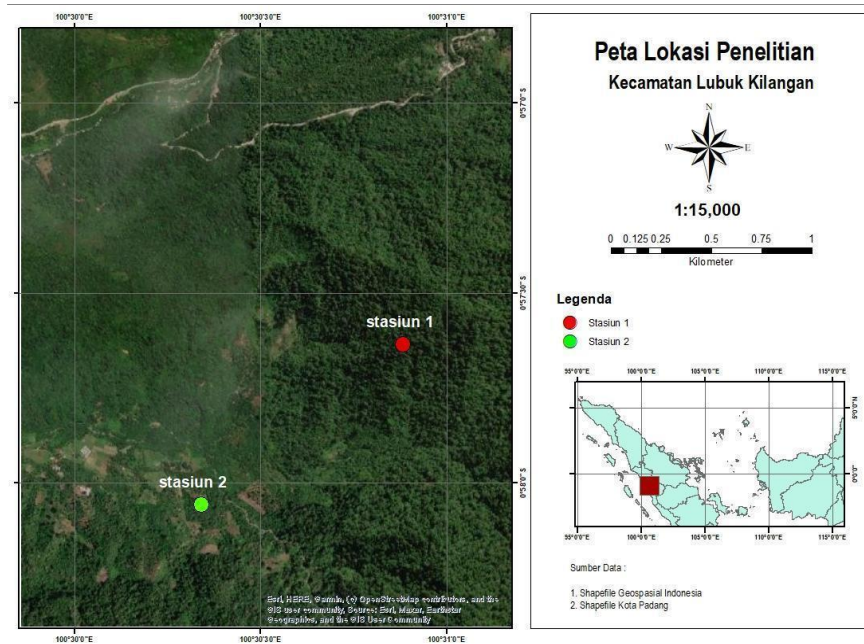 100°30'0"E
100°30'30"E
100°31'0"E
0°57'0"S
0°57'30"S
0°58'0"S
stasiun 1
stasiun 2
Esri, HERE, Garmin, (c) OpenStreetMap contributors, and the
GIS user community, Source: Esri, Maxar, Earthstar
Geographics, and the GIS User Community
100°30'0"E
100°30'30"E
100°31'0"E
Peta Lokasi Penelitian
Kecamatan Lubuk Kilangan
N
W
E
S
1:15,000
0 0.125 0.25 0.5 0.75 1
Kilometer
Legenda
Stasiun 1
Stasiun 2
95°0'0"E 100°0'0"E 105°0'0"E 110°0'0"E 115°0'0"E
5°0'0"N
0°0'0"
95°0'0"E 100°0'0"E 105°0'0"E 110°0'0"E 115°0'0"E
Sumber Data :
1. Shapefile Geospasial Indonesia
2. Shapefile Kota Padang